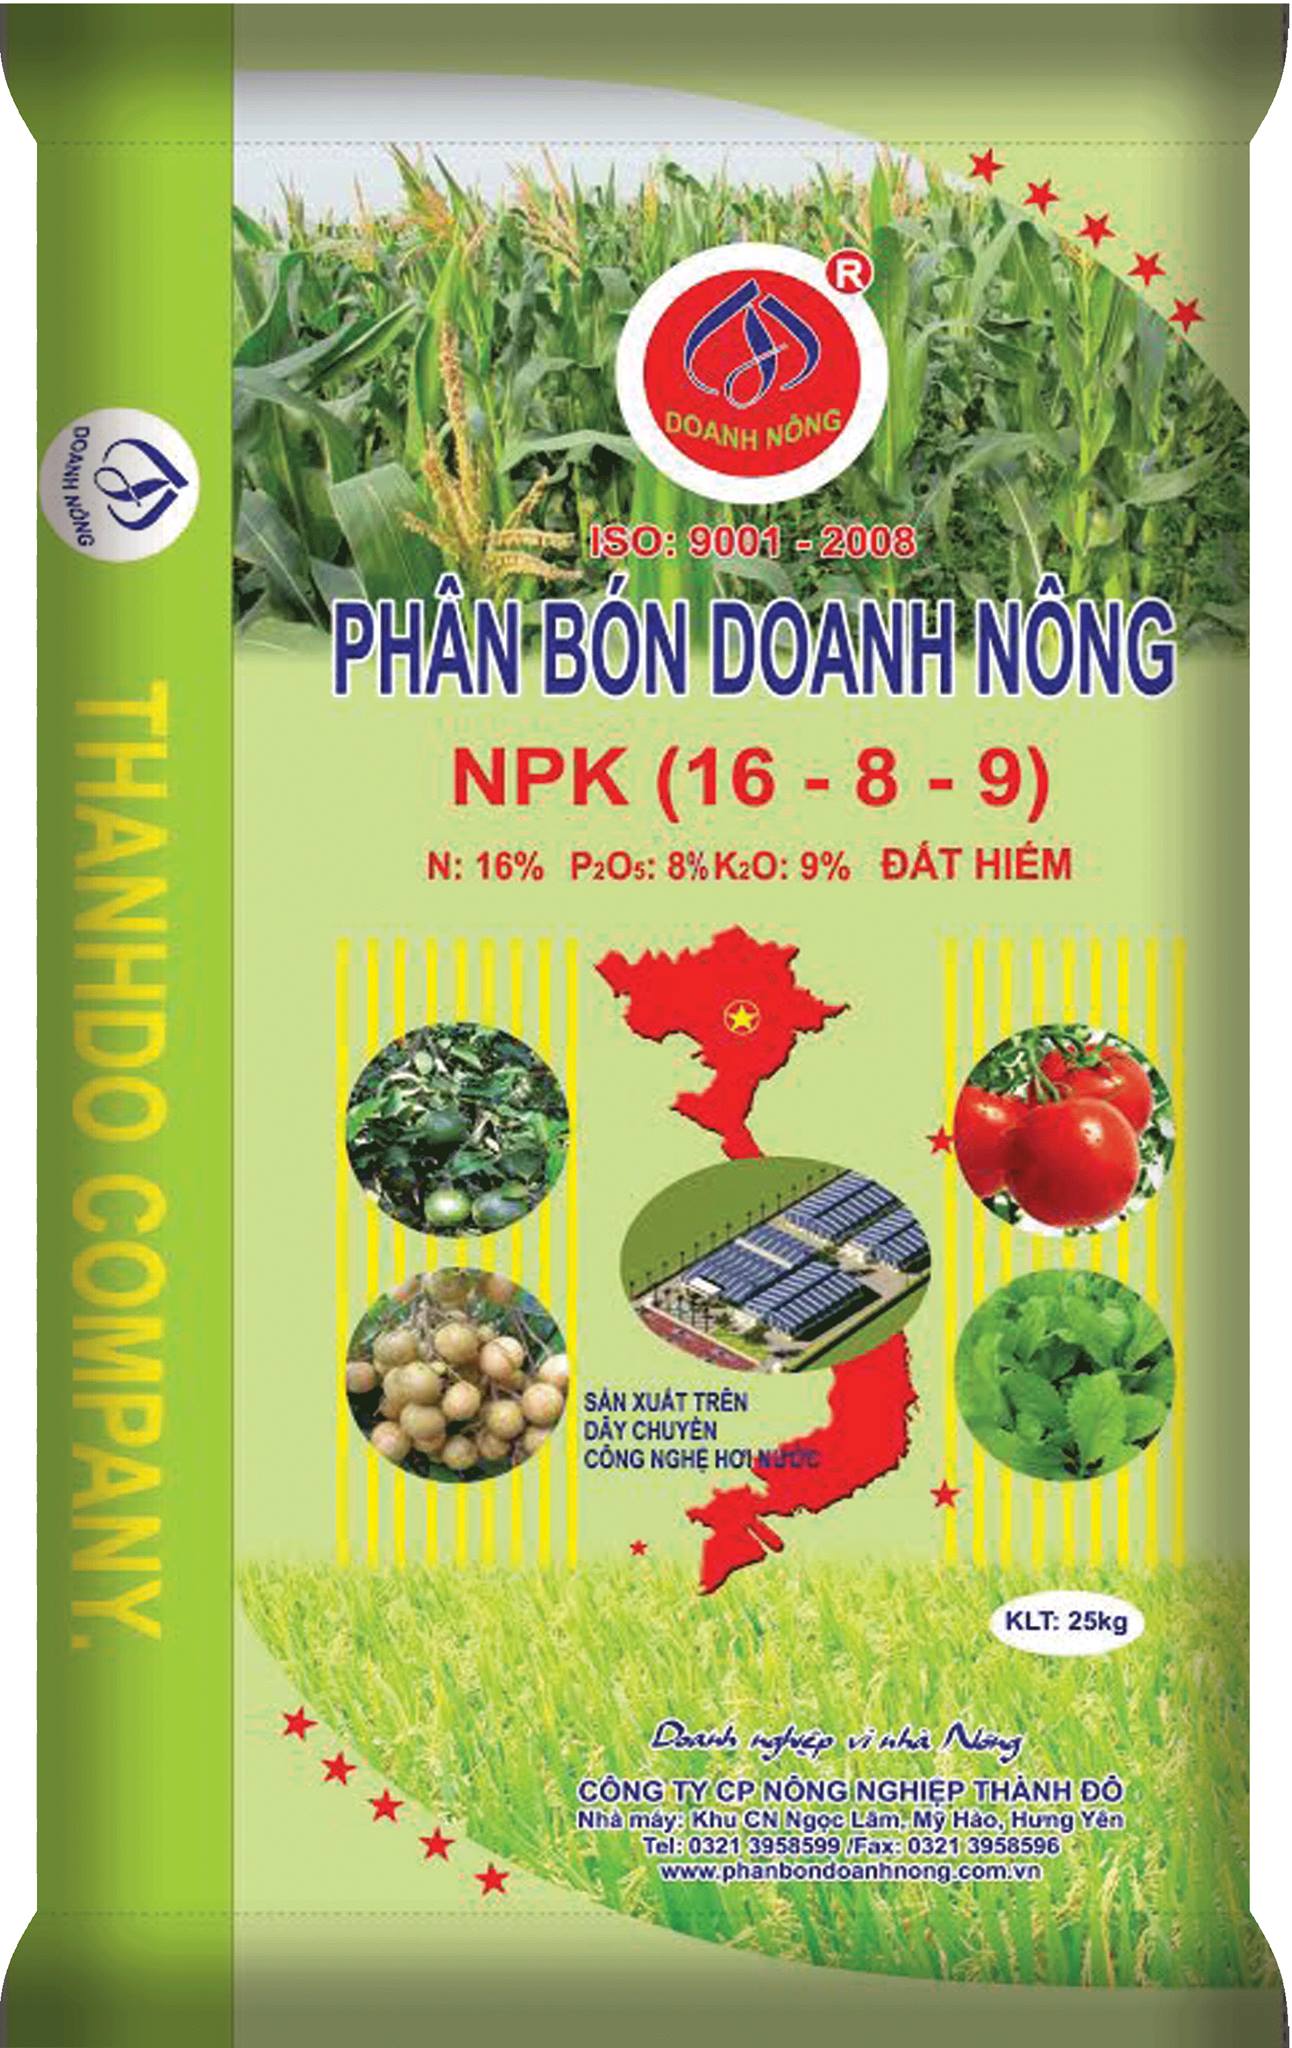 ®
DOANH NÔNG
ISO: 9001 - 2008
PHÂN BÓN DOANH NÔNG
NPK (16 - 8 - 9)
N: 16% P2O5: 8% K2O: 9% ĐẤT HIẾM
SẢN XUẤT TRÊN
DÂY CHUYỀN
CÔNG NGHỆ HƠI NƯỚC
KLT: 25kg
Doanh nghiệp vì nhà Nông
CÔNG TY CP NÔNG NGHIỆP THÀNH ĐÔ
Nhà máy: Khu CN Ngọc Lâm, Mỹ Hào, Hưng Yên
Tel: 0321 3958599 /Fax: 0321 3958596
www.phanbondoanhnong.com.vn
DOANH NÔNG
THANHDO COMPANY.